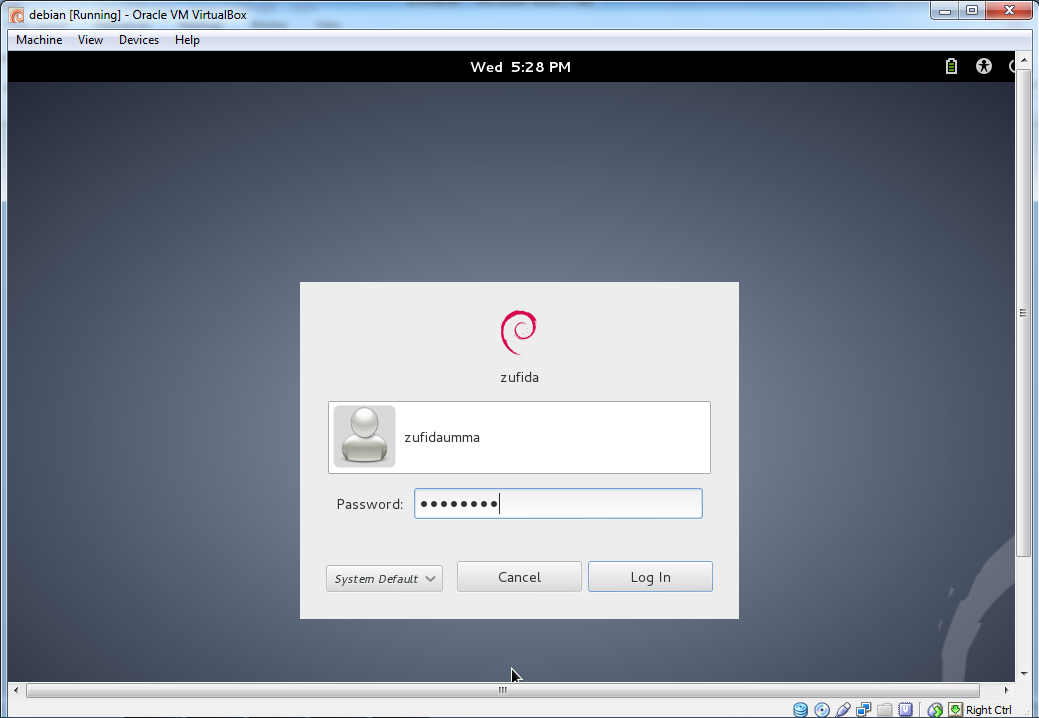 debian [Running] - Oracle VM VirtualBox
Machine View Devices Help
Wed 5:28 PM
zufida
zufidaumma
Password: ••••••••
System Default Cancel Log In
Right Ctrl